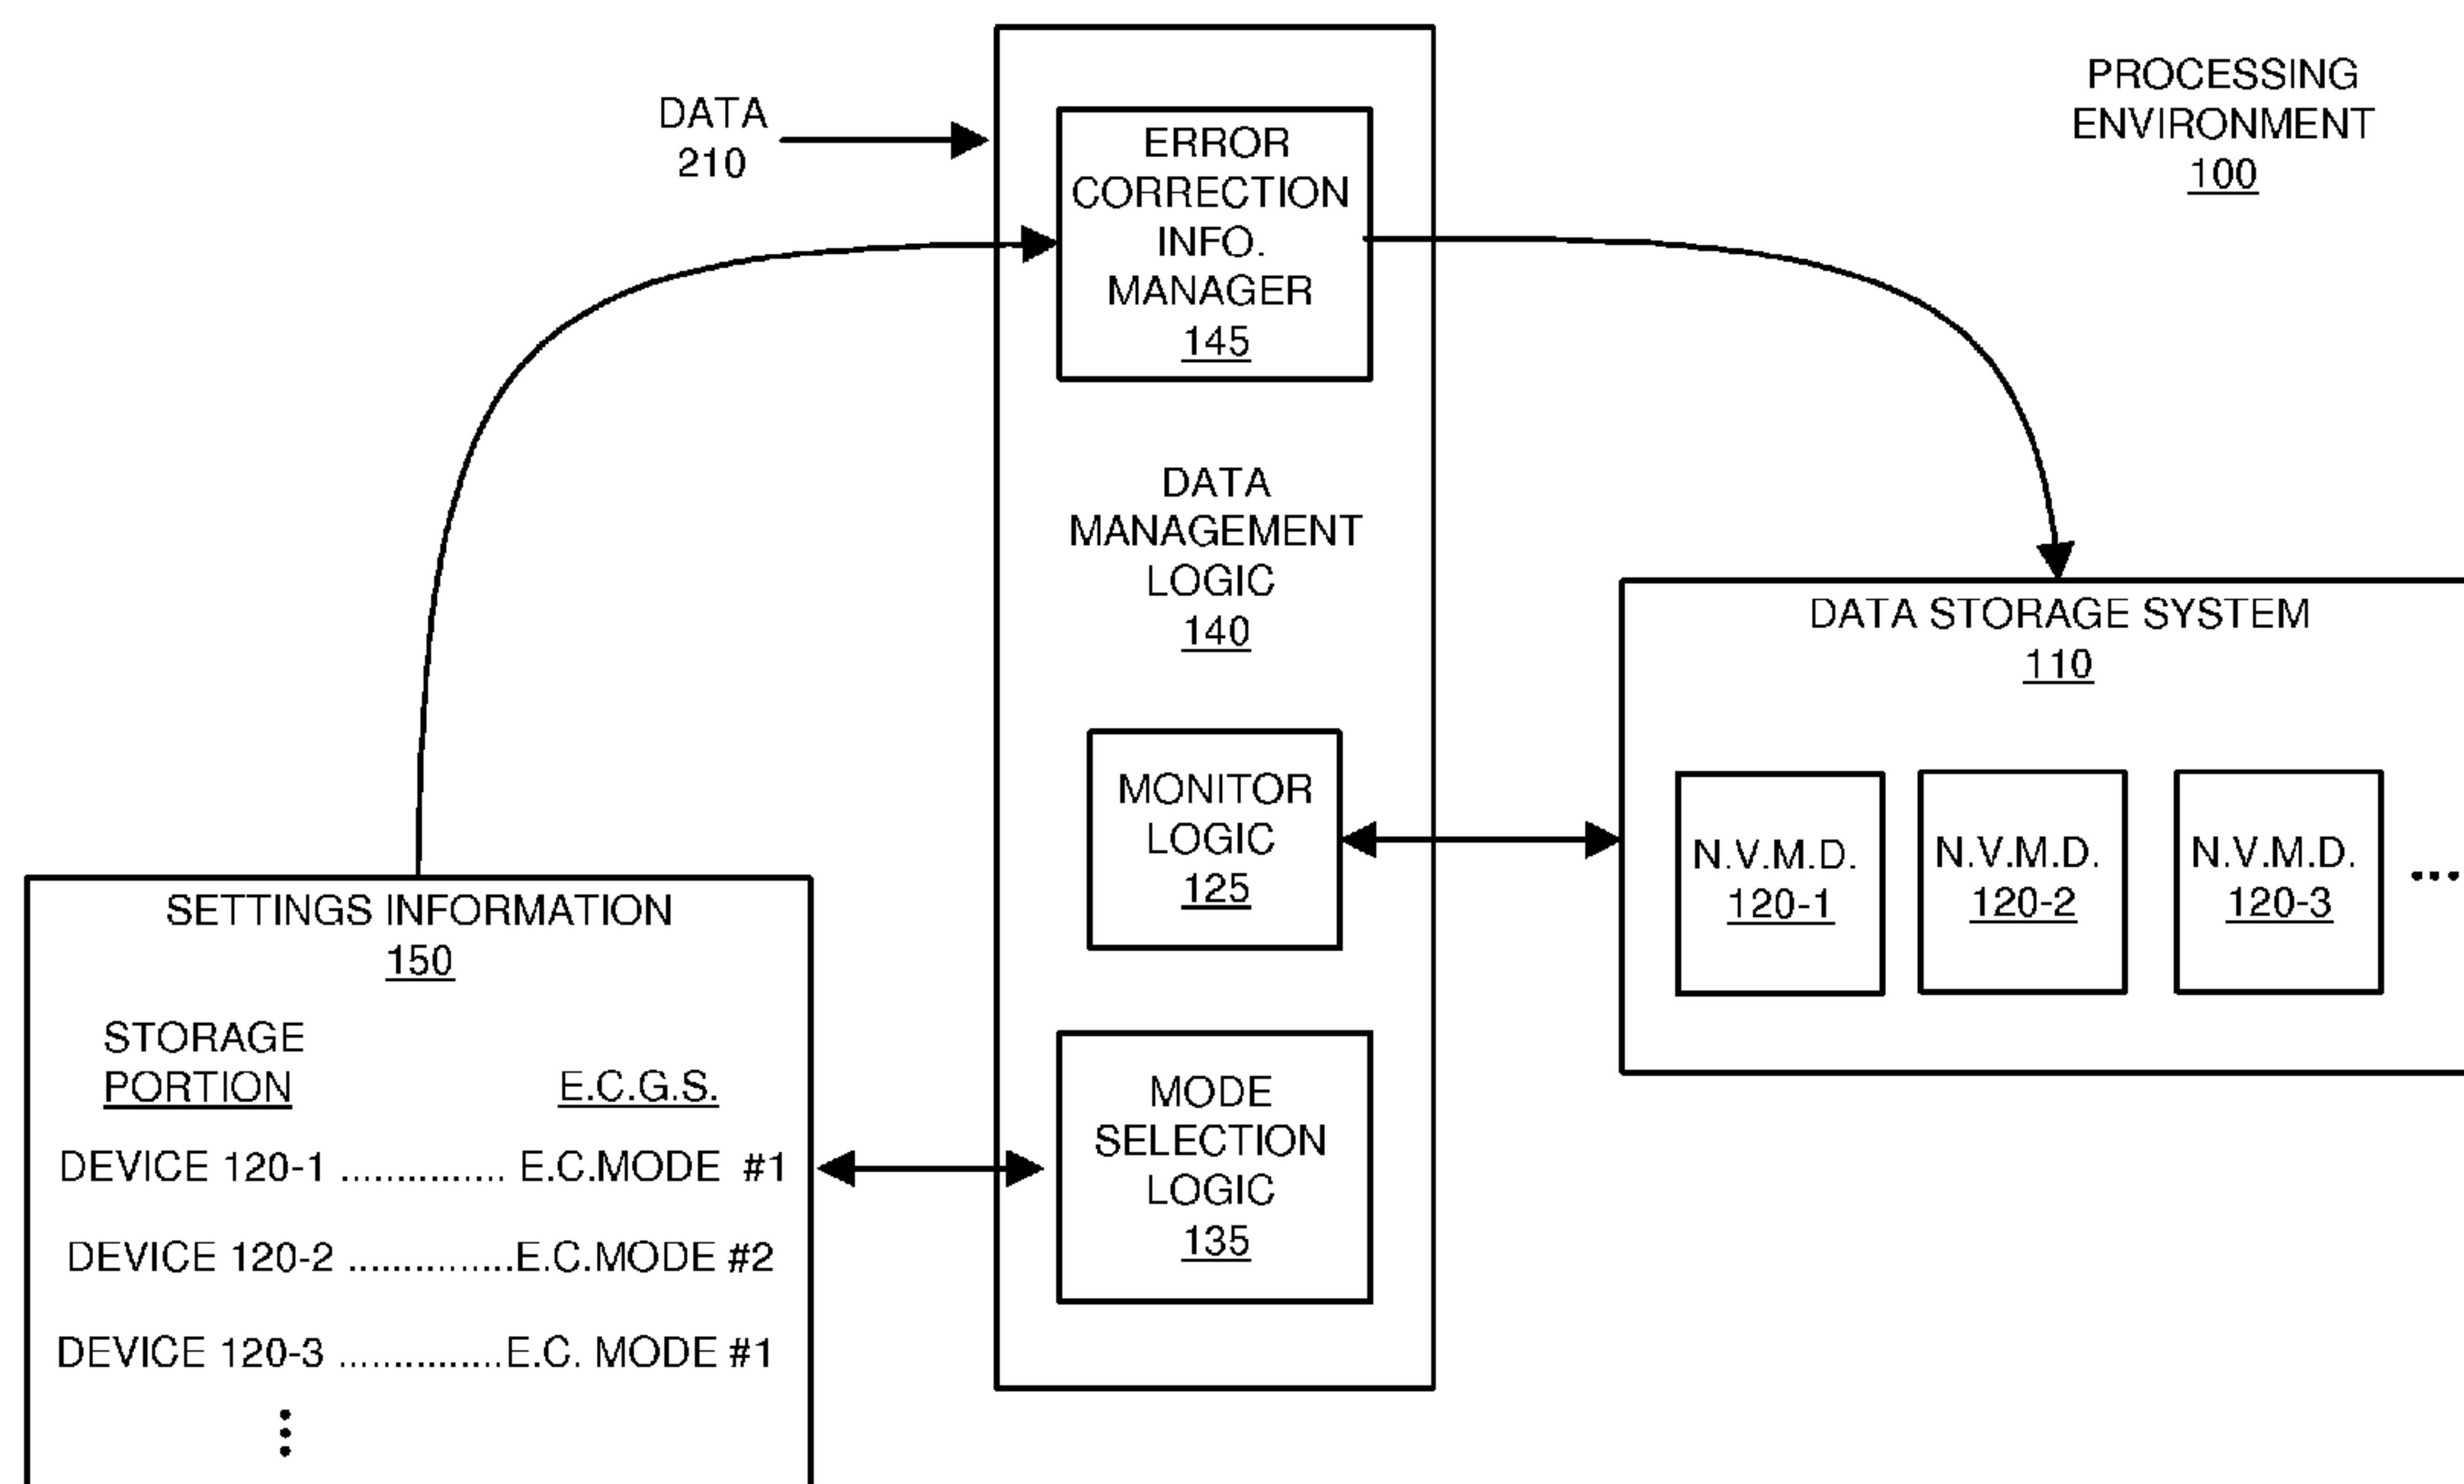 DATA
210
PROCESSING
ENVIRONMENT
100
ERROR
CORRECTION
INFO.
MANAGER
145
DATA
MANAGEMENT
LOGIC
140
MONITOR
LOGIC
125
MODE
SELECTION
LOGIC
135
DATA STORAGE SYSTEM
110
N.V.M.D.
120-1
N.V.M.D.
120-2
N.V.M.D.
120-3
...
SETTINGS INFORMATION
150
STORAGE
PORTION
E.C.G.S.
DEVICE 120-1 ............... E.C.MODE #1
DEVICE 120-2 ...............E.C.MODE #2
DEVICE 120-3 ...............E.C. MODE #1